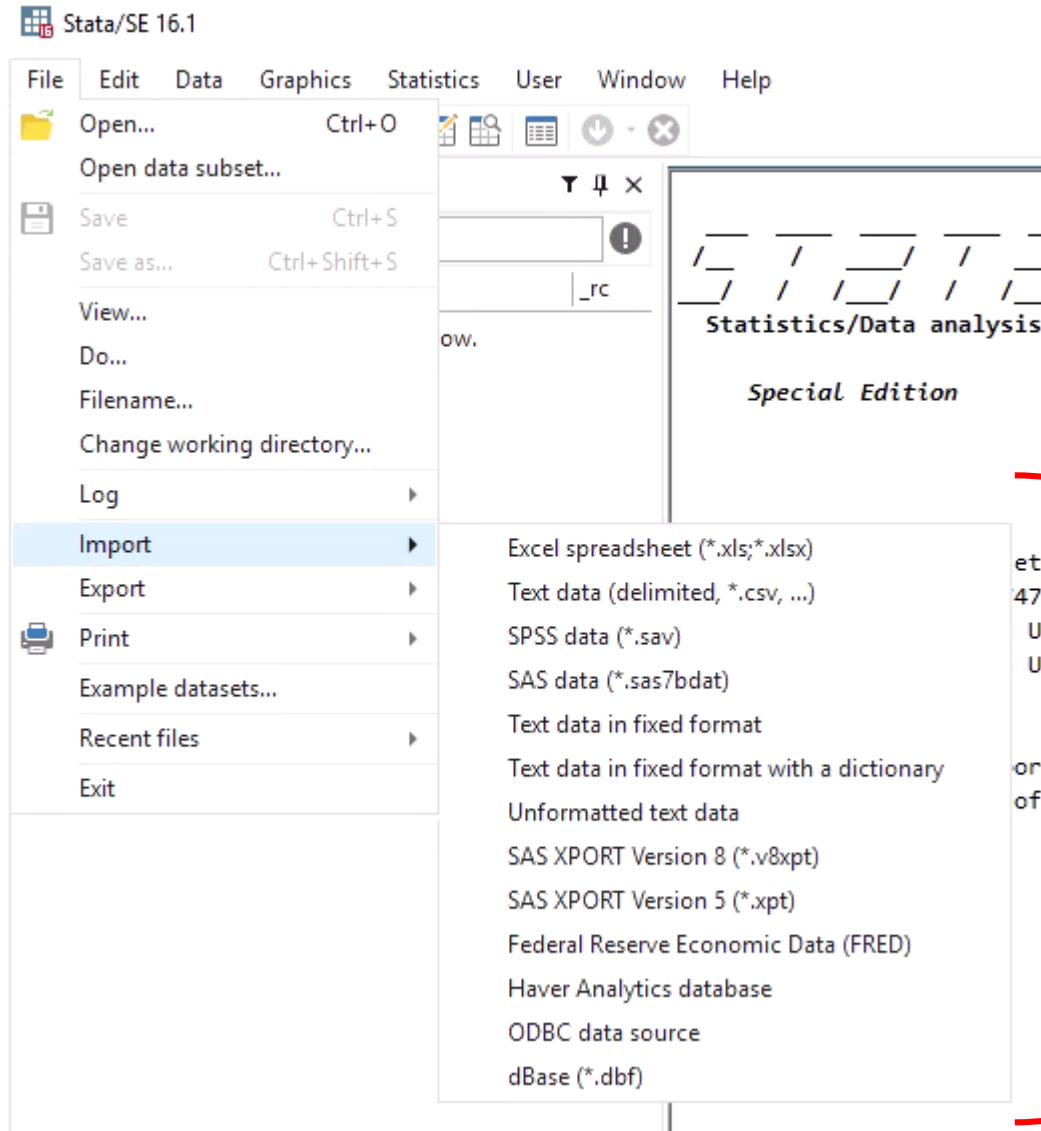 Stata/SE 16.1
File Edit Data Graphics Statistics User Window Help
Open... Ctrl+O
Open data subset...
Save Ctrl+S
Save as... Ctrl+Shift+S
View...
Do...
Filename...
Change working directory...
Log
Import
Export
Print
Example datasets...
Recent files
Exit
_rc
ow.
STATA
Statistics/Data analysis
Special Edition
Excel spreadsheet (*.xls;*.xlsx)
Text data (delimited, *.csv, ...)
SPSS data (*.sav)
SAS data (*.sas7bdat)
Text data in fixed format
Text data in fixed format with a dictionary
Unformatted text data
SAS XPORT Version 8 (*.v8xpt)
SAS XPORT Version 5 (*.xpt)
Federal Reserve Economic Data (FRED)
Haver Analytics database
ODBC data source
dBase (*.dbf)
et
47
U
U
or
of